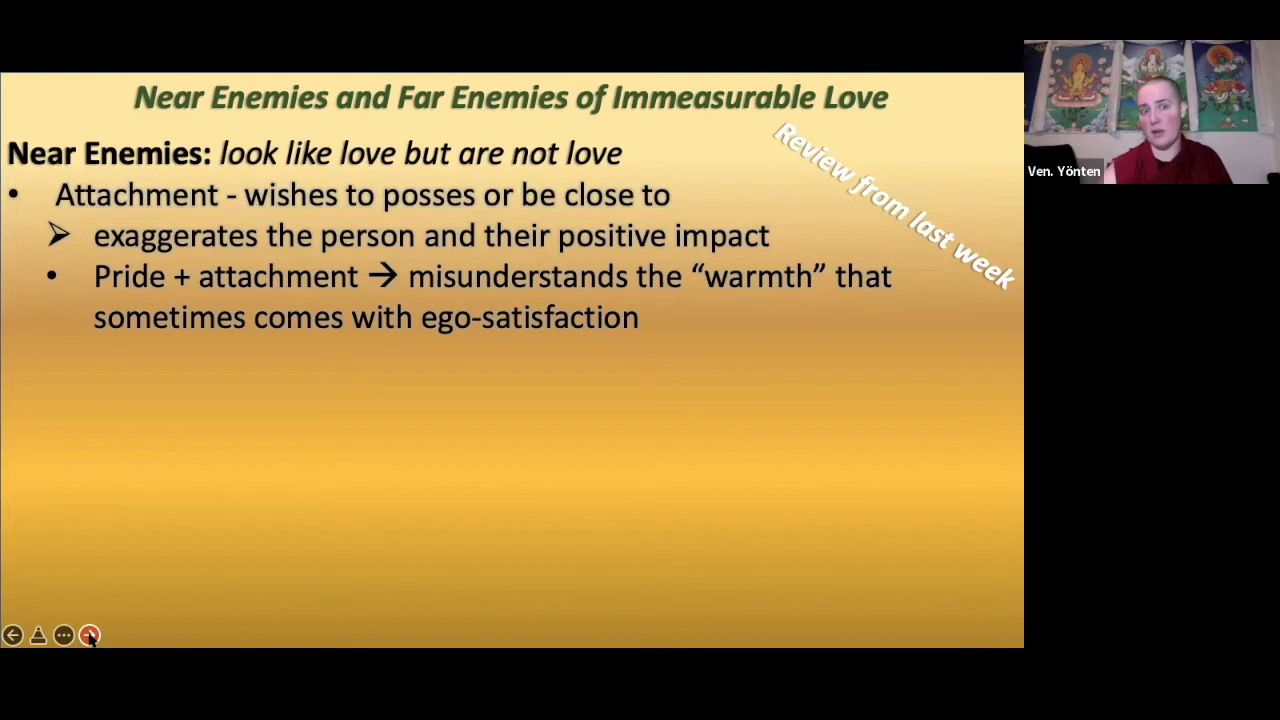 Near Enemies and Far Enemies of Immeasurable Love
Near Enemies: look like love but are not love
• Attachment - wishes to posses or be close to
➢ exaggerates the person and their positive impact
• Pride + attachment → misunderstands the “warmth” that
sometimes comes with ego-satisfaction
Review from last week
Ven. Yönten